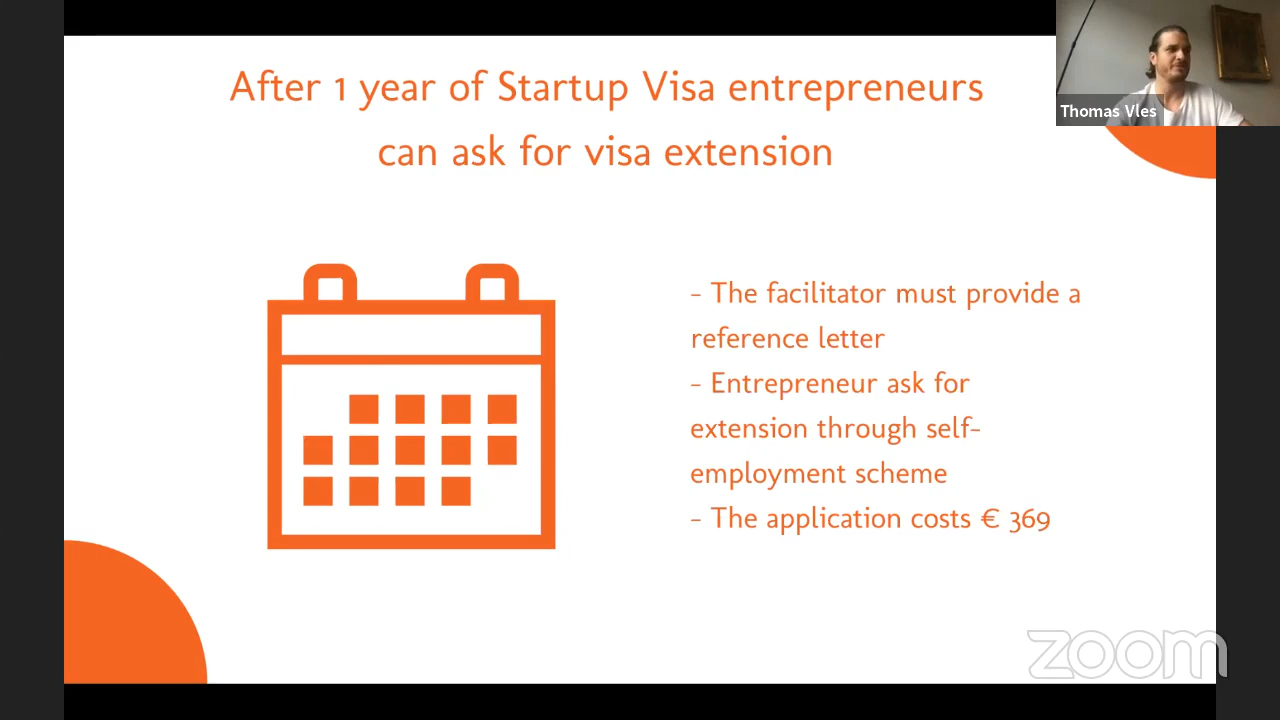 After 1 year of Startup Visa entrepreneurs
can ask for visa extension
Thomas Vles
- The facilitator must provide a
reference letter
- Entrepreneur ask for
extension through self-
employment scheme
- The application costs € 369
zoom